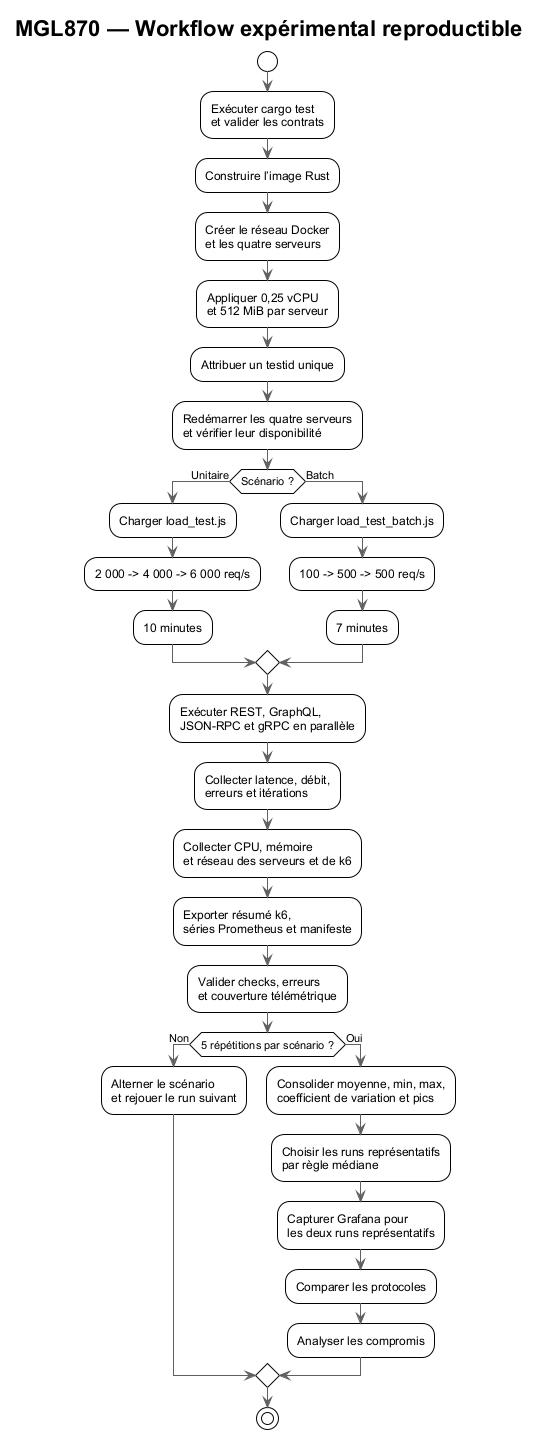 MGL870 — Workflow expérimental reproductible
Exécuter cargo test
et valider les contrats
Construire l'image Rust
Créer le réseau Docker
et les quatre serveurs
Appliquer 0,25 vCPU
et 512 MiB par serveur
Attribuer un testid unique
Redémarrer les quatre serveurs
et vérifier leur disponibilité
Scénario ?
Unitaire
Batch
Charger load_test.js
2 000 -> 4 000 -> 6 000 req/s
10 minutes
Charger load_test_batch.js
100 -> 500 -> 500 req/s
7 minutes
Exécuter REST, GraphQL,
JSON-RPC et gRPC en parallèle
Collecter latence, débit,
erreurs et itérations
Collecter CPU, mémoire
et réseau des serveurs et de k6
Exporter résumé k6,
séries Prometheus et manifeste
Valider checks, erreurs
et couverture télémétrique
5 répétitions par scénario ?
Non
Oui
Alterner le scénario
et rejouer le run suivant
Consolider moyenne, min, max,
coefficient de variation et pics
Choisir les runs représentatifs
par règle médiane
Capturer Grafana pour
les deux runs représentatifs
Comparer les protocoles
Analyser les compromis